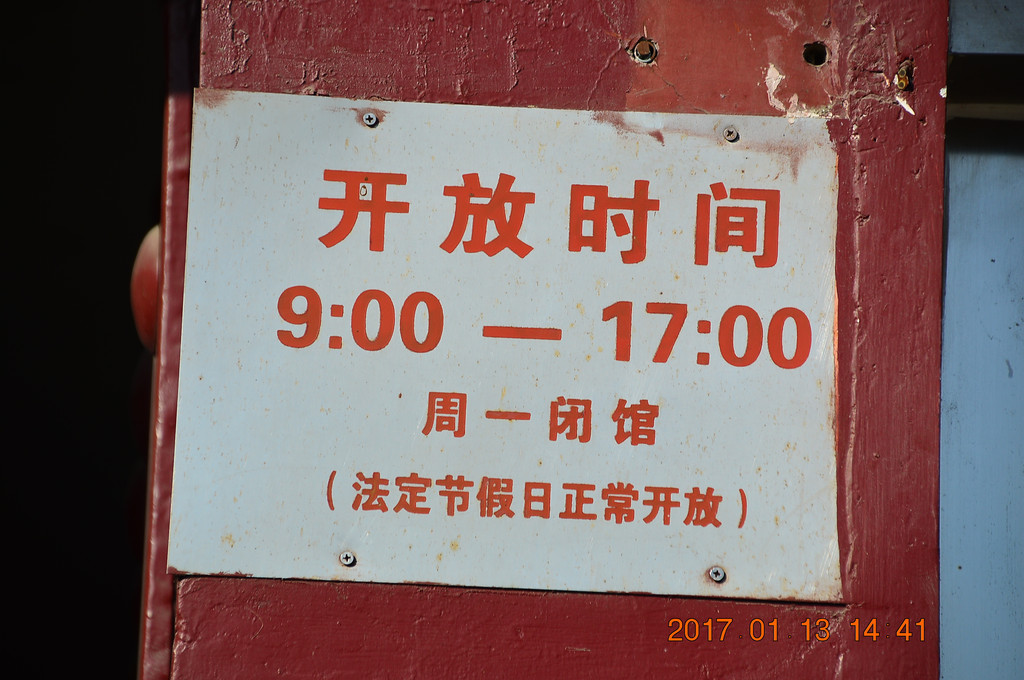 开放时间
9:00 — 17:00
周一闭馆
（法定节假日正常开放）
2017.01.13 14:41